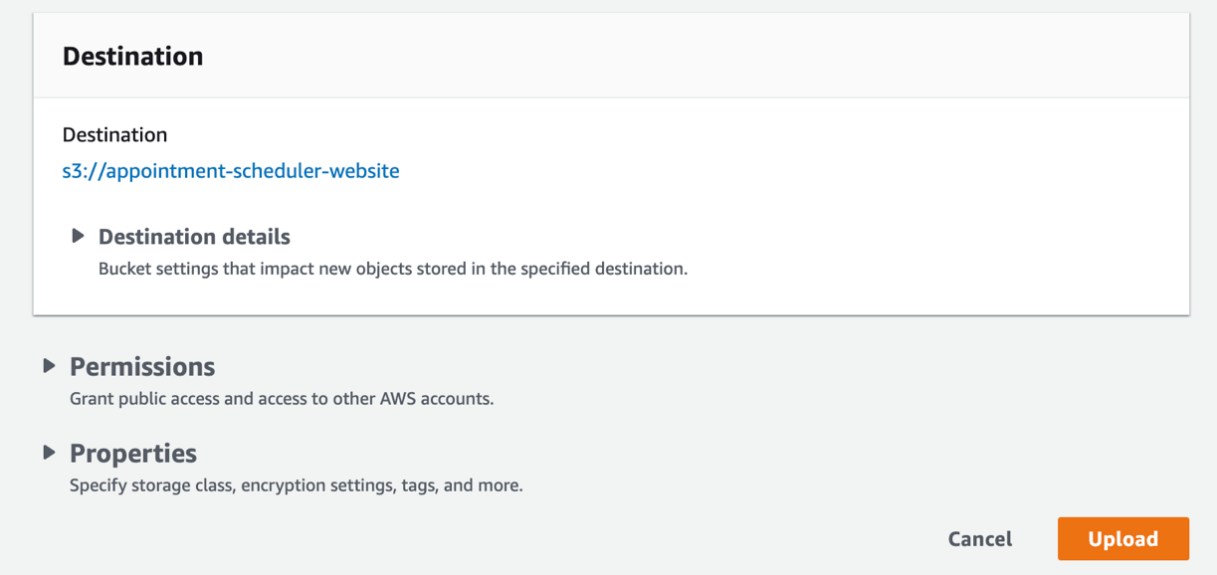 Destination
Destination
s3://appointment-scheduler-website
Destination details
Bucket settings that impact new objects stored in the specified destination.
Permissions
Grant public access and access to other AWS accounts.
Properties
Specify storage class, encryption settings, tags, and more.
Cancel Upload